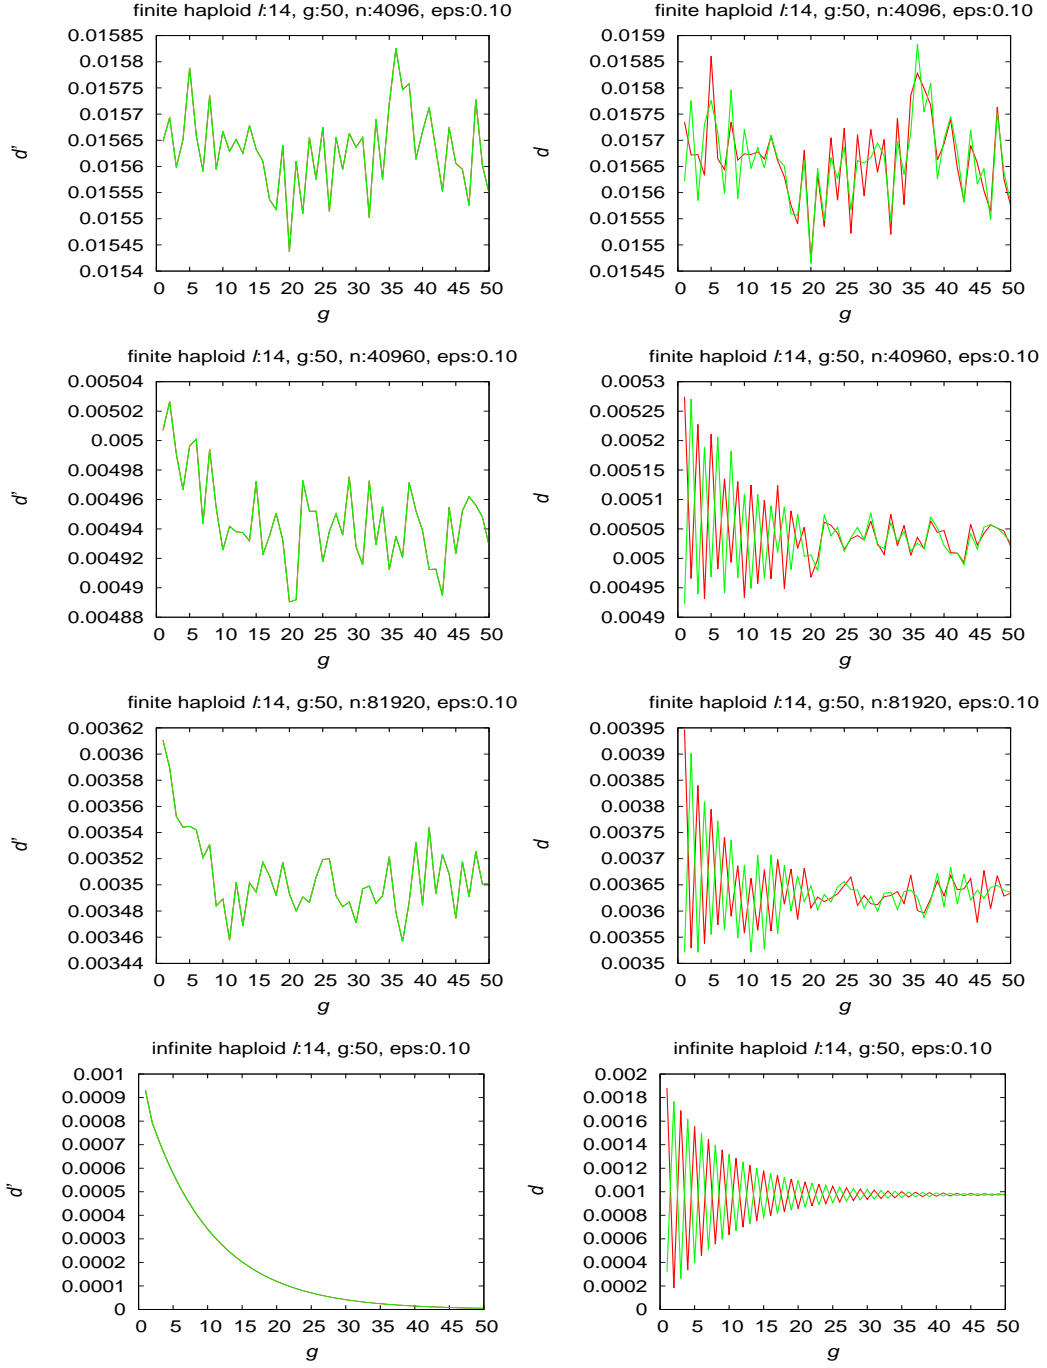 finite haploid l:14, g:50, n:4096, eps:0.10
0.01585
0.0158
0.01575
0.0157
0.01565
0.0156
0.01555
0.0155
0.01545
0.0154
d'
0 5 10 15 20 25 30 35 40 45 50
g
finite haploid l:14, g:50, n:4096, eps:0.10
0.0159
0.01585
0.0158
0.01575
0.0157
0.01565
0.0156
0.01555
0.0155
0.01545
d
0 5 10 15 20 25 30 35 40 45 50
g
finite haploid l:14, g:50, n:40960, eps:0.10
0.00504
0.00502
0.005
0.00498
0.00496
0.00494
0.00492
0.0049
0.00488
d'
0 5 10 15 20 25 30 35 40 45 50
g
finite haploid l:14, g:50, n:40960, eps:0.10
0.0053
0.00525
0.0052
0.00515
0.0051
0.00505
0.005
0.00495
0.0049
d
0 5 10 15 20 25 30 35 40 45 50
g
finite haploid l:14, g:50, n:81920, eps:0.10
0.00362
0.0036
0.00358
0.00356
0.00354
0.00352
0.0035
0.00348
0.00346
0.00344
d'
0 5 10 15 20 25 30 35 40 45 50
g
finite haploid l:14, g:50, n:81920, eps:0.10
0.00395
0.0039
0.00385
0.0038
0.00375
0.0037
0.00365
0.0036
0.00355
0.0035
d
0 5 10 15 20 25 30 35 40 45 50
g
infinite haploid l:14, g:50, eps:0.10
0.001
0.0009
0.0008
0.0007
0.0006
0.0005
0.0004
0.0003
0.0002
0.0001
0
d'
0 5 10 15 20 25 30 35 40 45 50
g
infinite haploid l:14, g:50, eps:0.10
0.002
0.0018
0.0016
0.0014
0.0012
0.001
0.0008
0.0006
0.0004
0.0002
0
d
0 5 10 15 20 25 30 35 40 45 50
g